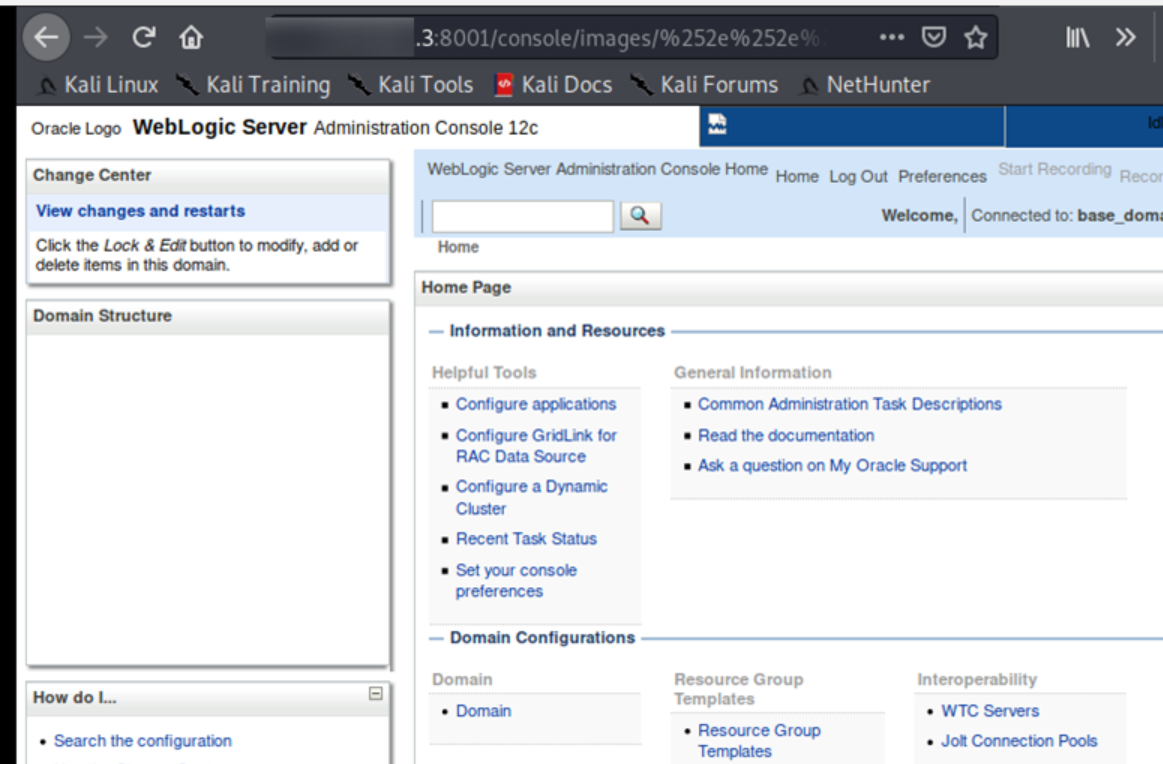 .3:8001/console/images/%252e%252e%
Kali Linux Kali Training Kali Tools Kali Docs Kali Forums NetHunter
Oracle Logo WebLogic Server Administration Console 12c
Change Center
View changes and restarts
Click the Lock & Edit button to modify, add or
delete items in this domain.
Domain Structure
How do I...
Search the configuration
WebLogic Server Administration Console Home Home Log Out Preferences Start Recording
Welcome, Connected to:
Home
Home Page
Information and Resources
Helpful Tools
Configure applications
Configure GridLink for
RAC Data Source
Configure a Dynamic
Cluster
Recent Task Status
Set your console
preferences
General Information
Common Administration Task Descriptions
Read the documentation
Ask a question on My Oracle Support
Domain Configurations
Domain
Domain
Resource Group
Templates
Resource Group
Templates
Interoperability
WTC Servers
Jolt Connection Pools